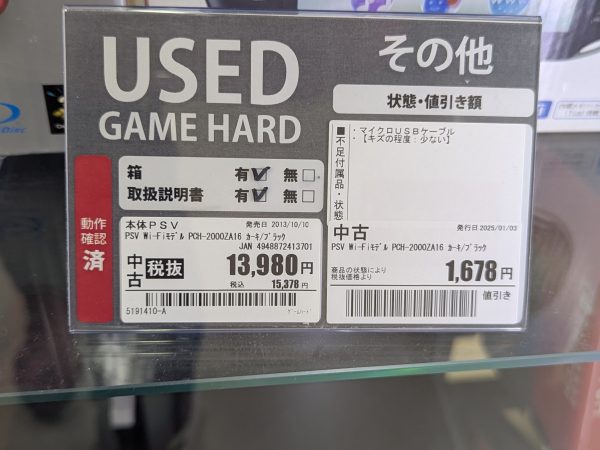 USED
GAME HARD
箱 有 無
取扱説明書 有 無
動作
確認
済
本体PSV 発売日 2013/10/10
PSV Wi-Fiモデル PCH-2000ZA16 カーキ/ブラック
JAN 4948872413701
中古 税抜 13,980円
税込 15,378円
5191410-A
その他
状態・値引き額
■不足付属品・状態
・マイクロUSBケーブル
・【キズの程度:少ない】
中古 発行日2025/01/03
PSV Wi-Fiモデル PCH-2000ZA16 カーキ/ブラック
商品の状態により
税抜価格より 1,678円
値引き
Disc